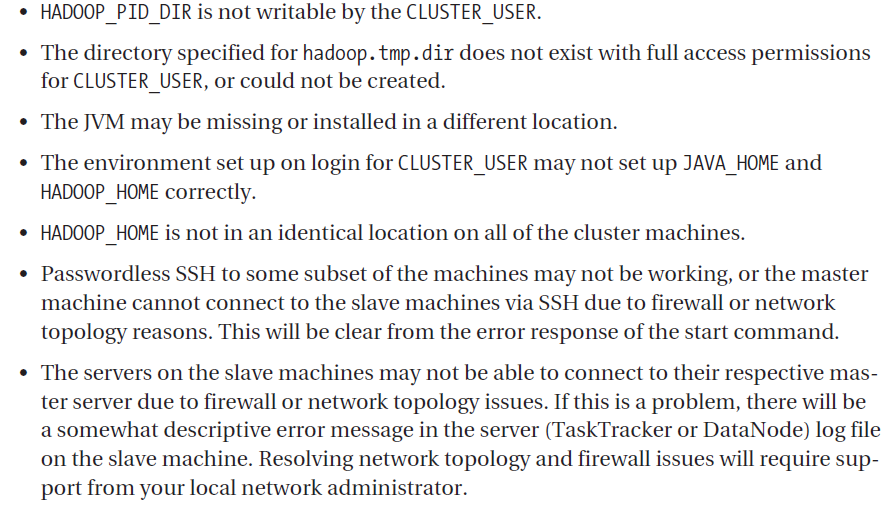 • HADOOP_PID_DIR is not writable by the CLUSTER_USER.
• The directory specified for hadoop.tmp.dir does not exist with full access permissions
for CLUSTER_USER, or could not be created.
• The JVM may be missing or installed in a different location.
• The environment set up on login for CLUSTER_USER may not set up JAVA_HOME and
HADOOP_HOME correctly.
• HADOOP_HOME is not in an identical location on all of the cluster machines.
• Passwordless SSH to some subset of the machines may not be working, or the master
machine cannot connect to the slave machines via SSH due to firewall or network
topology reasons. This will be clear from the error response of the start command.
• The servers on the slave machines may not be able to connect to their respective mas-
ter server due to firewall or network topology issues. If this is a problem, there will be
a somewhat descriptive error message in the server (TaskTracker or DataNode) log file
on the slave machine. Resolving network topology and firewall issues will require sup-
port from your local network administrator.